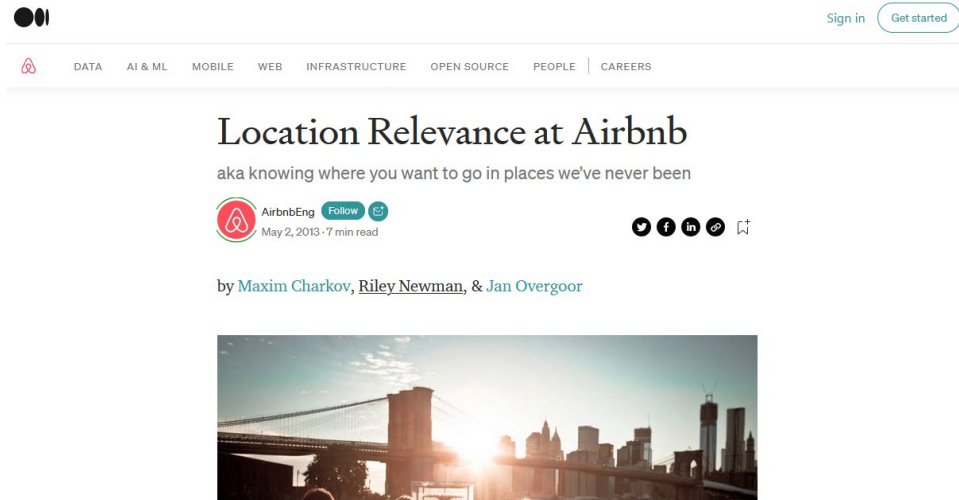 Sign in Get started
DATA AI & ML MOBILE WEB INFRASTRUCTURE OPEN SOURCE PEOPLE CAREERS
Location Relevance at Airbnb
aka knowing where you want to go in places we’ve never been
AirbnbEng Follow
May 2, 2013 · 7 min read
by Maxim Charkov, Riley Newman, & Jan Overgoor